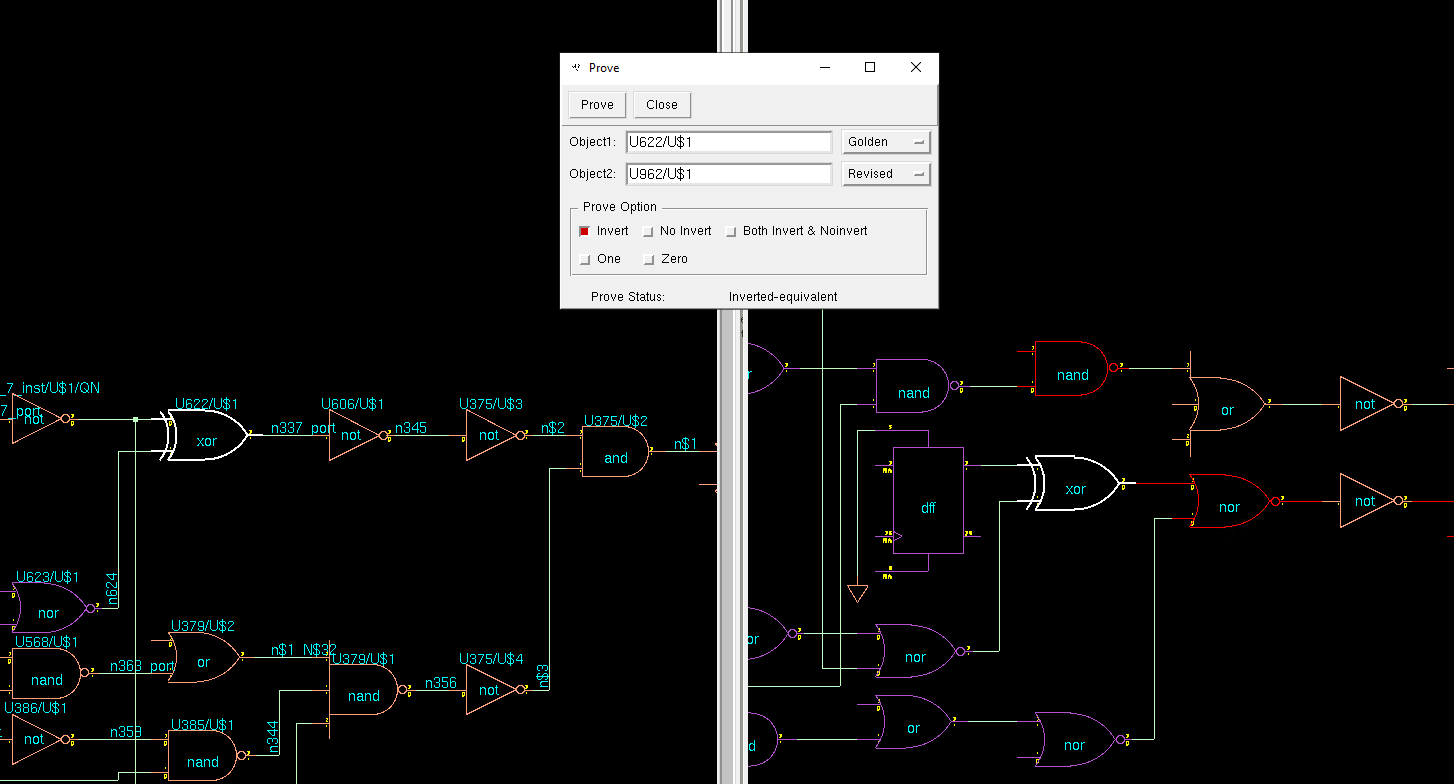 Prove
Prove Close
Object1: U622/U$1 Golden
Object2: U962/U$1 Revised
Prove Option
Invert No Invert Both Invert & Noinvert
One Zero
Prove Status: Inverted-equivalent
_7_inst/U$1/QN
7_port
not
U622/U$1
xor
n337_port
U606/U$1
not
n345
U375/U$3
not
n$2
U375/U$2
and
n$1
U623/U$1
nor
n624
U568/U$1
nand
n363_port
U379/U$2
or
n$1_N$32
U379/U$1
nand
n356
U375/U$4
not
n$3
U386/U$1
not
n359
U385/U$1
nand
n344
nand
nand
or
not
dff
xor
nor
not
or
nor
or
nor
d